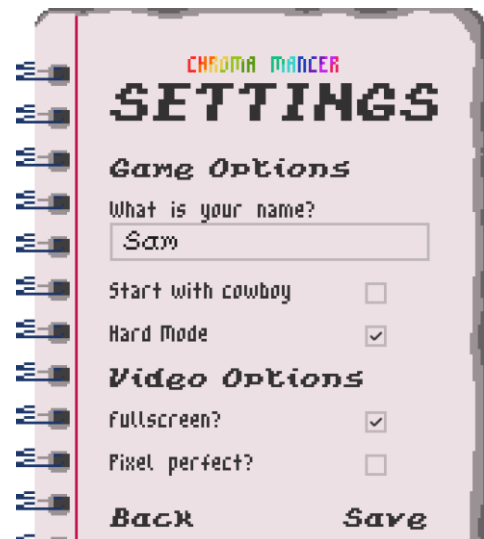 CHROMA MANCER
SETTINGS
Game Options
What is your name?
Sam
Start with cowboy
Hard Mode
Video Options
Fullscreen?
Pixel perfect?
Back Save